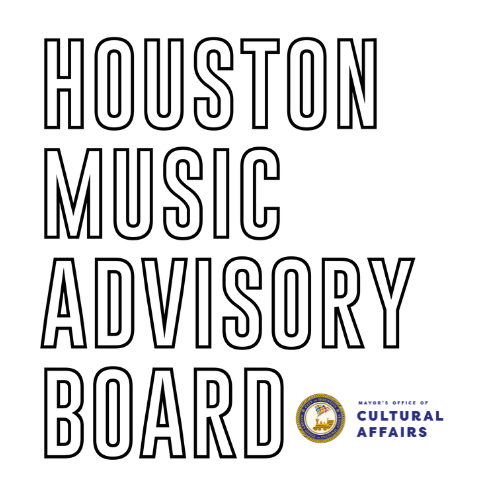 HOUSTON
MUSIC
ADVISORY
BOARD
MAYOR'S OFFICE OF
CULTURAL
AFFAIRS